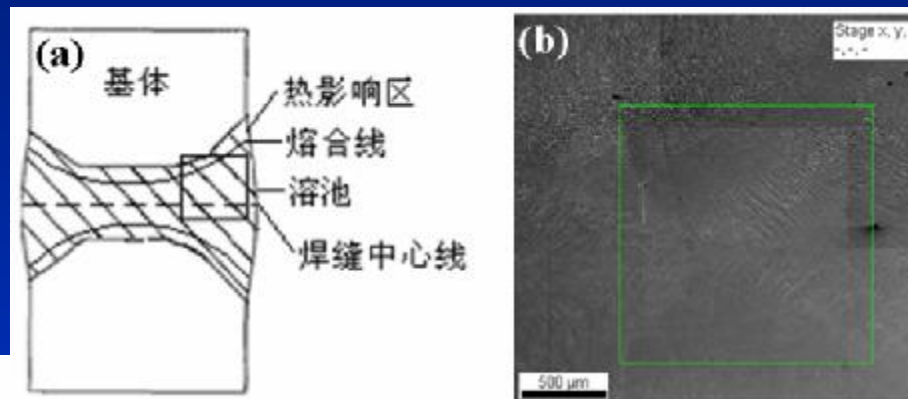 (a)
基体
热影响区
熔合线
溶池
焊缝中心线
(b)
Stage x, y,
-,-,-
500 μm